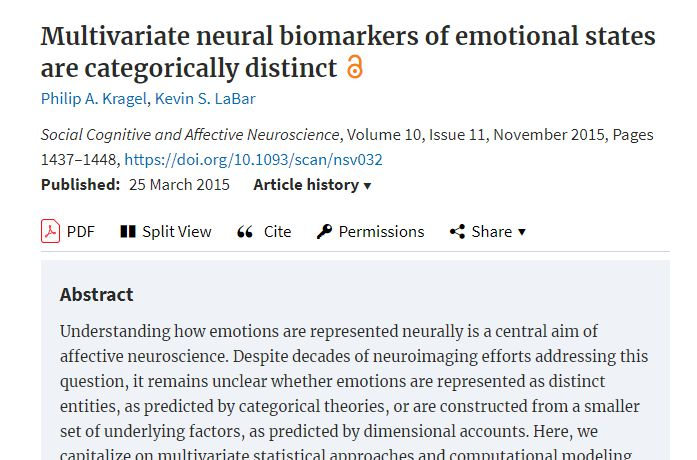 Multivariate neural biomarkers of emotional states
are categorically distinct
Philip A. Kragel, Kevin S. LaBar
Social Cognitive and Affective Neuroscience, Volume 10, Issue 11, November 2015, Pages
1437–1448, https://doi.org/10.1093/scan/nsv032
Published: 25 March 2015 Article history ▾
PDF Split View Cite Permissions Share ▾
Abstract
Understanding how emotions are represented neurally is a central aim of
affective neuroscience. Despite decades of neuroimaging efforts addressing this
question, it remains unclear whether emotions are represented as distinct
entities, as predicted by categorical theories, or are constructed from a smaller
set of underlying factors, as predicted by dimensional accounts. Here, we
capitalize on multivariate statistical approaches and computational modeling